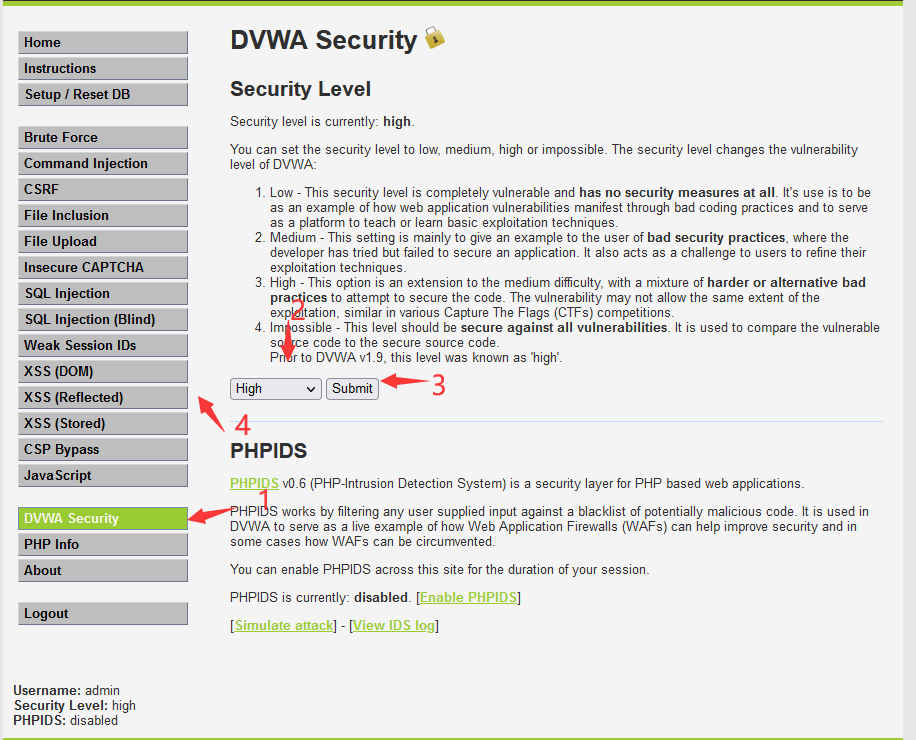 Home
Instructions
Setup / Reset DB
Brute Force
Command Injection
CSRF
File Inclusion
File Upload
Insecure CAPTCHA
SQL Injection
SQL Injection (Blind)
Weak Session IDs
XSS (DOM)
XSS (Reflected)
XSS (Stored)
CSP Bypass
JavaScript
DVWA Security
PHP Info
About
Logout
DVWA Security
Security Level
Security level is currently: high.
You can set the security level to low, medium, high or impossible. The security level changes the vulnerability
level of DVWA:
1. Low - This security level is completely vulnerable and has no security measures at all. It's use is to be
as an example of how web application vulnerabilities manifest through bad coding practices and to serve
as a platform to teach or learn basic exploitation techniques.
2. Medium - This setting is mainly to give an example to the user of bad security practices, where the
developer has tried but failed to secure an application. It also acts as a challenge to users to refine their
exploitation techniques.
3. High - This option is an extension to the medium difficulty, with a mixture of harder or alternative bad
practices to attempt to secure the code. The vulnerability may not allow the same extent of the
exploitation, similar in various Capture The Flags (CTFs) competitions.
4. Impossible - This level should be secure against all vulnerabilities. It is used to compare the vulnerable
source code to the secure source code.
Prior to DVWA v1.9, this level was known as 'high'.
2
High Submit
3
4
PHPIDS
PHPIDS v0.6 (PHP-Intrusion Detection System) is a security layer for PHP based web applications.
1
PHPIDS works by filtering any user supplied input against a blacklist of potentially malicious code. It is used in
DVWA to serve as a live example of how Web Application Firewalls (WAFs) can help improve security and in
some cases how WAFs can be circumvented.
You can enable PHPIDS across this site for the duration of your session.
PHPIDS is currently: disabled. [Enable PHPIDS]
[Simulate attack] - [View IDS log]
Username: admin
Security Level: high
PHPIDS: disabled